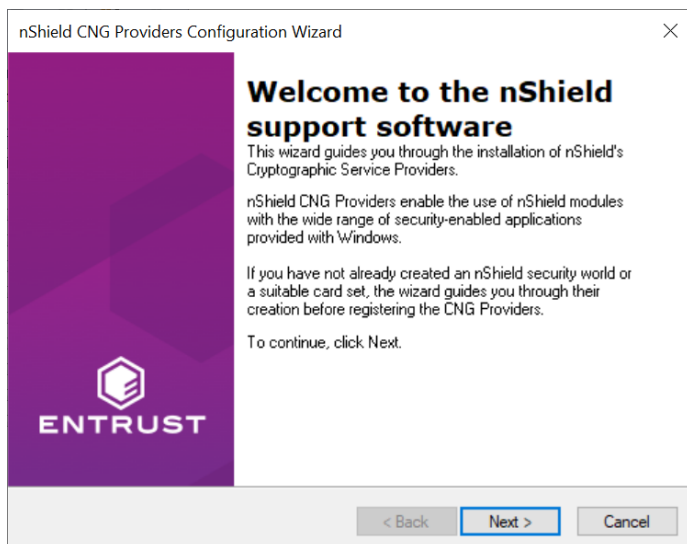 nShield CNG Providers Configuration Wizard
Welcome to the nShield
support software
This wizard guides you through the installation of nShield's
Cryptographic Service Providers.
nShield CNG Providers enable the use of nShield modules
with the wide range of security-enabled applications
provided with Windows.
If you have not already created an nShield security world or
a suitable card set, the wizard guides you through their
creation before registering the CNG Providers.
To continue, click Next.
ENTRUST
< Back Next > Cancel